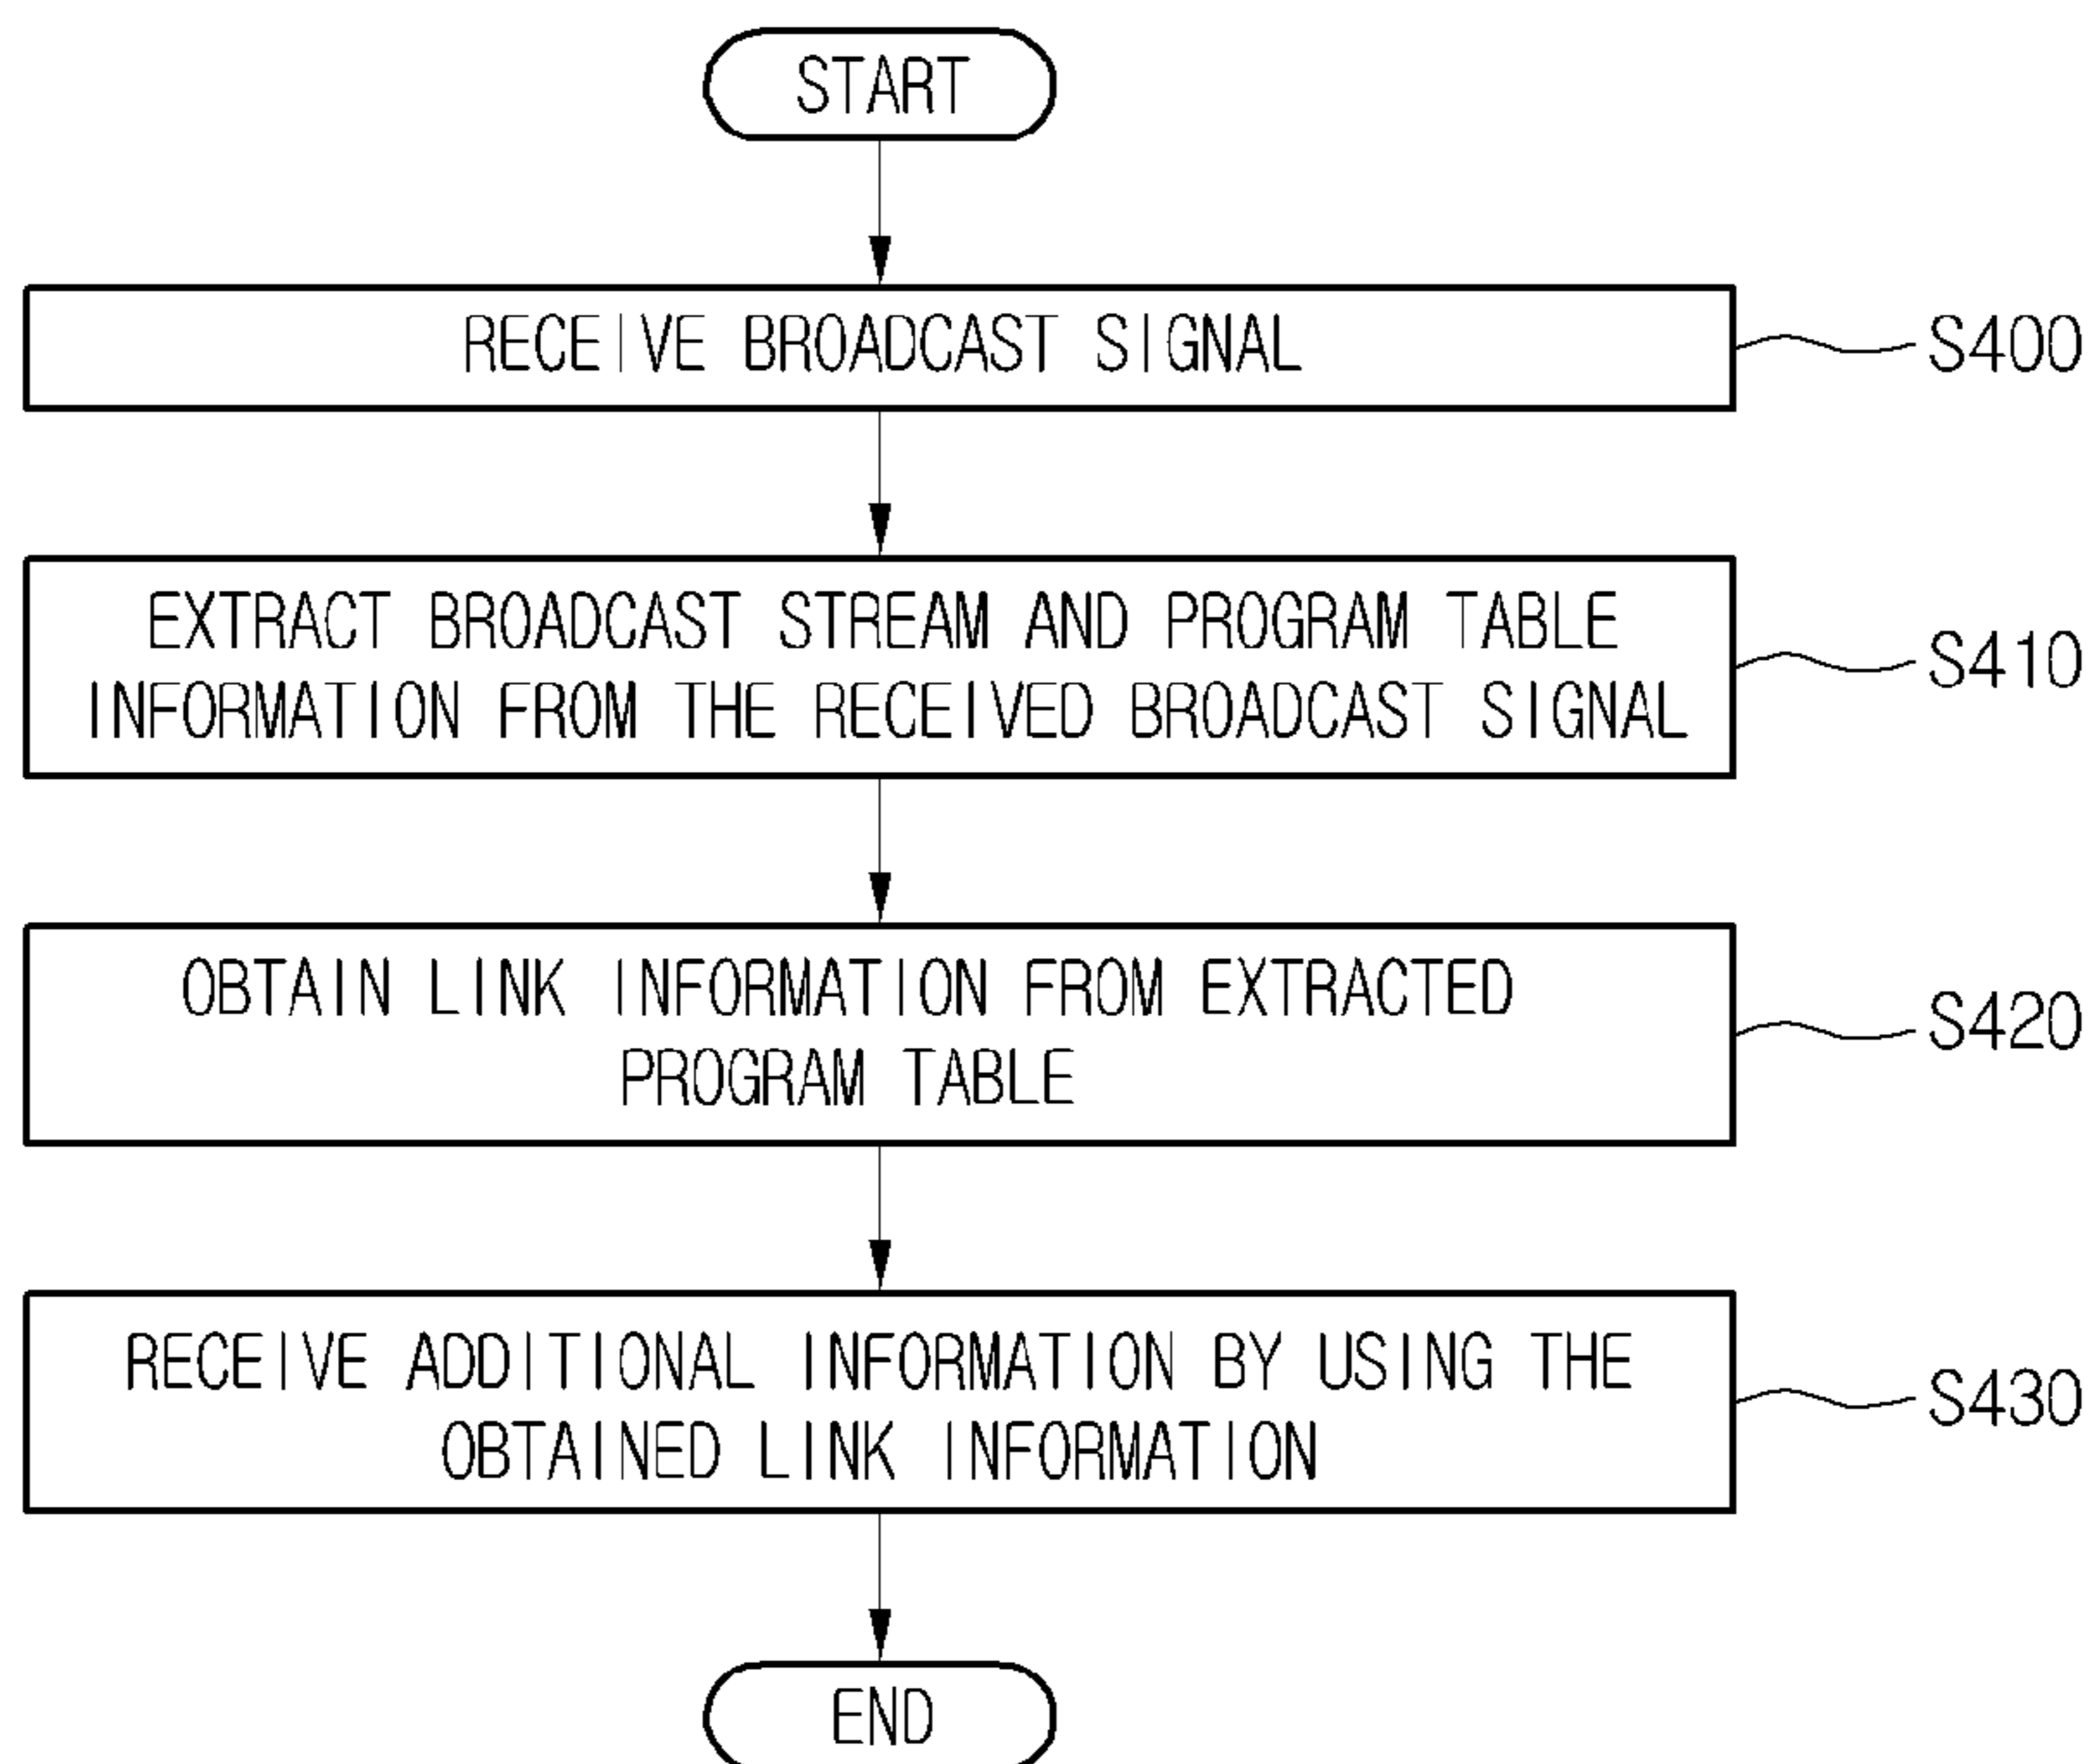 START
RECEIVE BROADCAST SIGNAL
S400
EXTRACT BROADCAST STREAM AND PROGRAM TABLE
INFORMATION FROM THE RECEIVED BROADCAST SIGNAL
S410
OBTAIN LINK INFORMATION FROM EXTRACTED
PROGRAM TABLE
S420
RECEIVE ADDITIONAL INFORMATION BY USING THE
OBTAINED LINK INFORMATION
S430
END